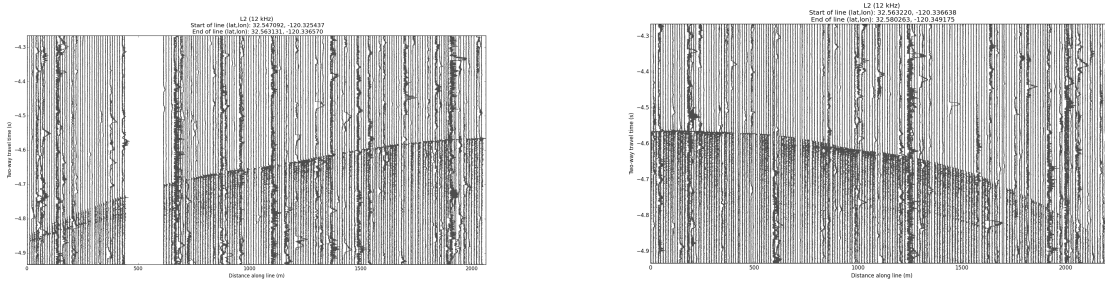 L2 (12 kHz)
Start of line (lat,lon): 32.547092, -120.325437
End of line (lat,lon): 32.563131, -120.336570
−4.3
−4.4
−4.5
−4.6
−4.7
−4.8
−4.9
Two-way travel time (s)
0 500 1000 1500 2000
Distance along line (m)
L2 (12 kHz)
Start of line (lat,lon): 32.563220, -120.336638
End of line (lat,lon): 32.580263, -120.349175
−4.3
−4.4
−4.5
−4.6
−4.7
−4.8
−4.9
Two-way travel time (s)
0 500 1000 1500 2000
Distance along line (m)